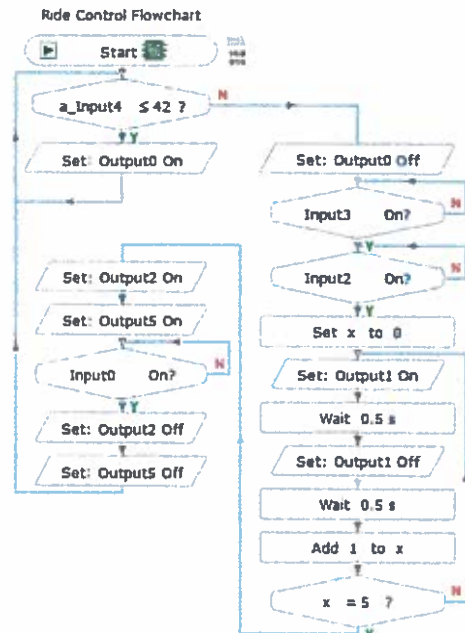 Ride Control Flowchart
Start
a_Input4 ≤ 42 ?
N
Y
Set: Output0 On
Set: Output0 Off
Input3 On?
N
Y
Input2 On?
N
Y
Set x to 0
Set: Output1 On
Wait 0.5 s
Set: Output1 Off
Wait 0.5 s
Add 1 to x
x = 5 ?
N
Y
Set: Output2 On
Set: Output5 On
Input0 On?
N
Y
Set: Output2 Off
Set: Output5 Off